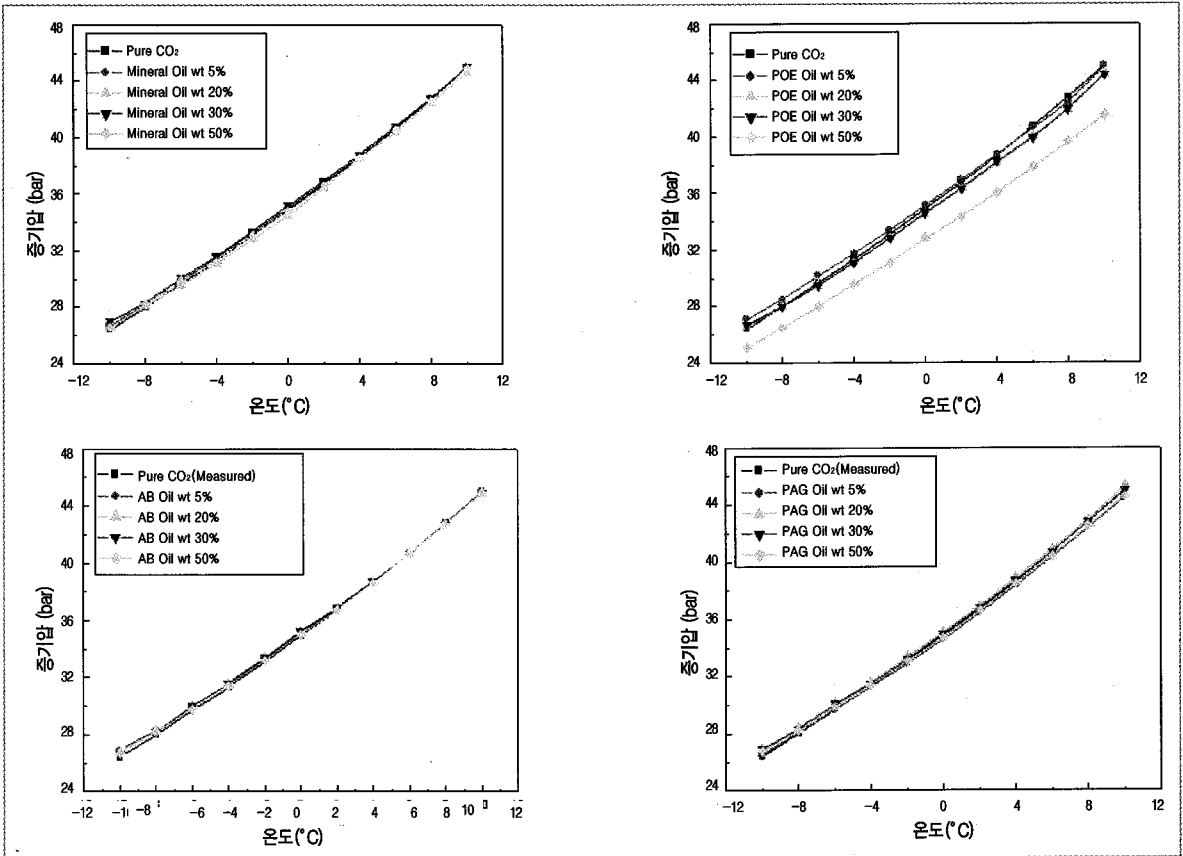 48
44
40
36
32
28
24
증기압 (bar)
Pure CO₂
Mineral Oil wt 5%
Mineral Oil wt 20%
Mineral Oil wt 30%
Mineral Oil wt 50%
-12 -8 -4 0 4 8 12
온도(°C)
48
44
40
36
32
28
24
증기압 (bar)
Pure CO₂
POE Oil wt 5%
POE Oil wt 20%
POE Oil wt 30%
POE Oil wt 50%
-12 -8 -4 0 4 8 12
온도(°C)
48
44
40
36
32
28
24
증기압 (bar)
Pure CO₂(Measured)
AB Oil wt 5%
AB Oil wt 20%
AB Oil wt 30%
AB Oil wt 50%
-12 -8 -6 -4 -2 0 2 4 6 8 10 12
온도(°C)
48
44
40
36
32
28
24
증기압 (bar)
Pure CO₂(Measured)
PAG Oil wt 5%
PAG Oil wt 20%
PAG Oil wt 30%
PAG Oil wt 50%
-12 -8 -4 0 4 8 12
온도(°C)